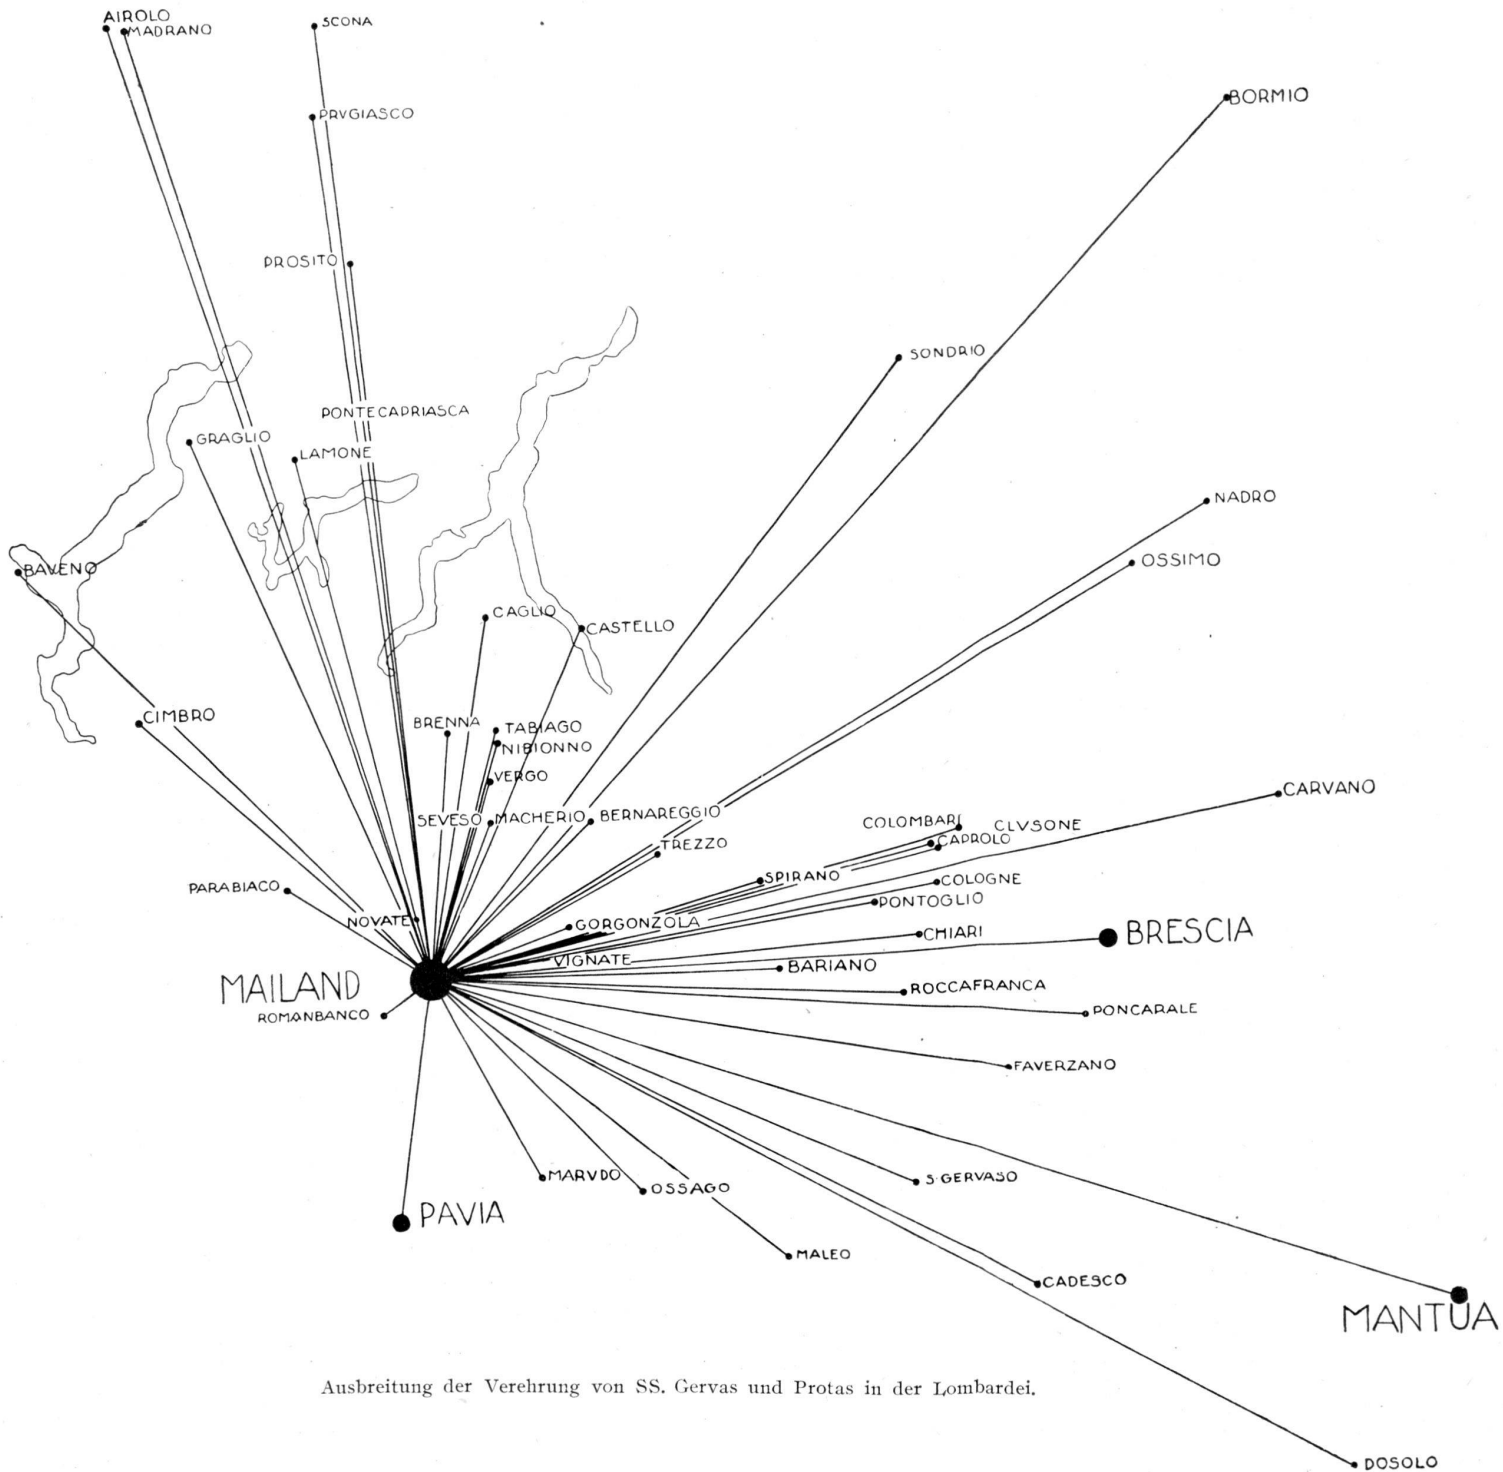 AIROLO
MADRANO
SCONA
BORMIO
PRVGIASCO
PROSITO
SONDRIO
PONTECAPRIASCA
GRAGLIO
LAMONE
NADRO
OSSIMO
BAVENO
CAGLIO
CASTELLO
CIMBRO
BRENNA
TABIAGO
NIBIONNO
VERGO
CARVANO
SEVESO
MACHERIO
BERNAREGGIO
COLOMBARI
CLVSONE
CAPROLO
TREZZO
SPIRANO
COLOGNE
PARABIACO
PONTOGLIO
NOVATE
GORGONZOLA
CHIARI
BRESCIA
VIGNATE
BARIANO
MAILAND
ROCCAFRANCA
ROMANBANCO
PONCARALE
FAVERZANO
MARVDO
OSSAGO
S·GERVASO
PAVIA
MALEO
CADESCO
MANTUA
Ausbreitung der Verehrung von SS. Gervas und Protas in der Lombardei.
DOSOLO